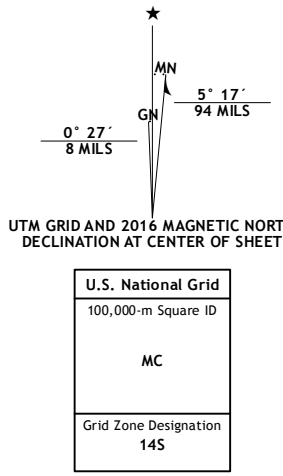 ★
MN
GN
5° 17´
94 MILS
0° 27´
8 MILS
UTM GRID AND 2016 MAGNETIC NORT
DECLINATION AT CENTER OF SHEET
U.S. National Grid
100,000-m Square ID
MC
Grid Zone Designation
14S